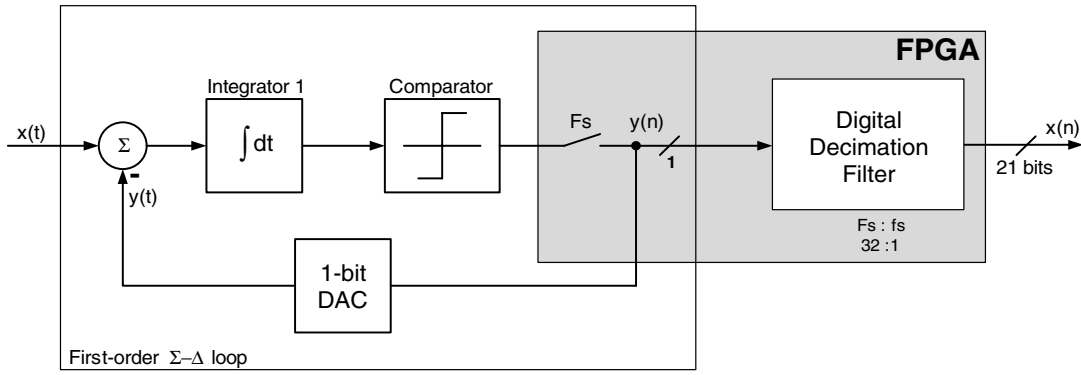 FPGA
Integrator 1
Comparator
x(t)
Σ
∫ dt
Fs
y(n)
1
Digital
Decimation
Filter
x(n)
21 bits
-
y(t)
Fs : fs
32 :1
1-bit
DAC
First-order Σ–Δ loop